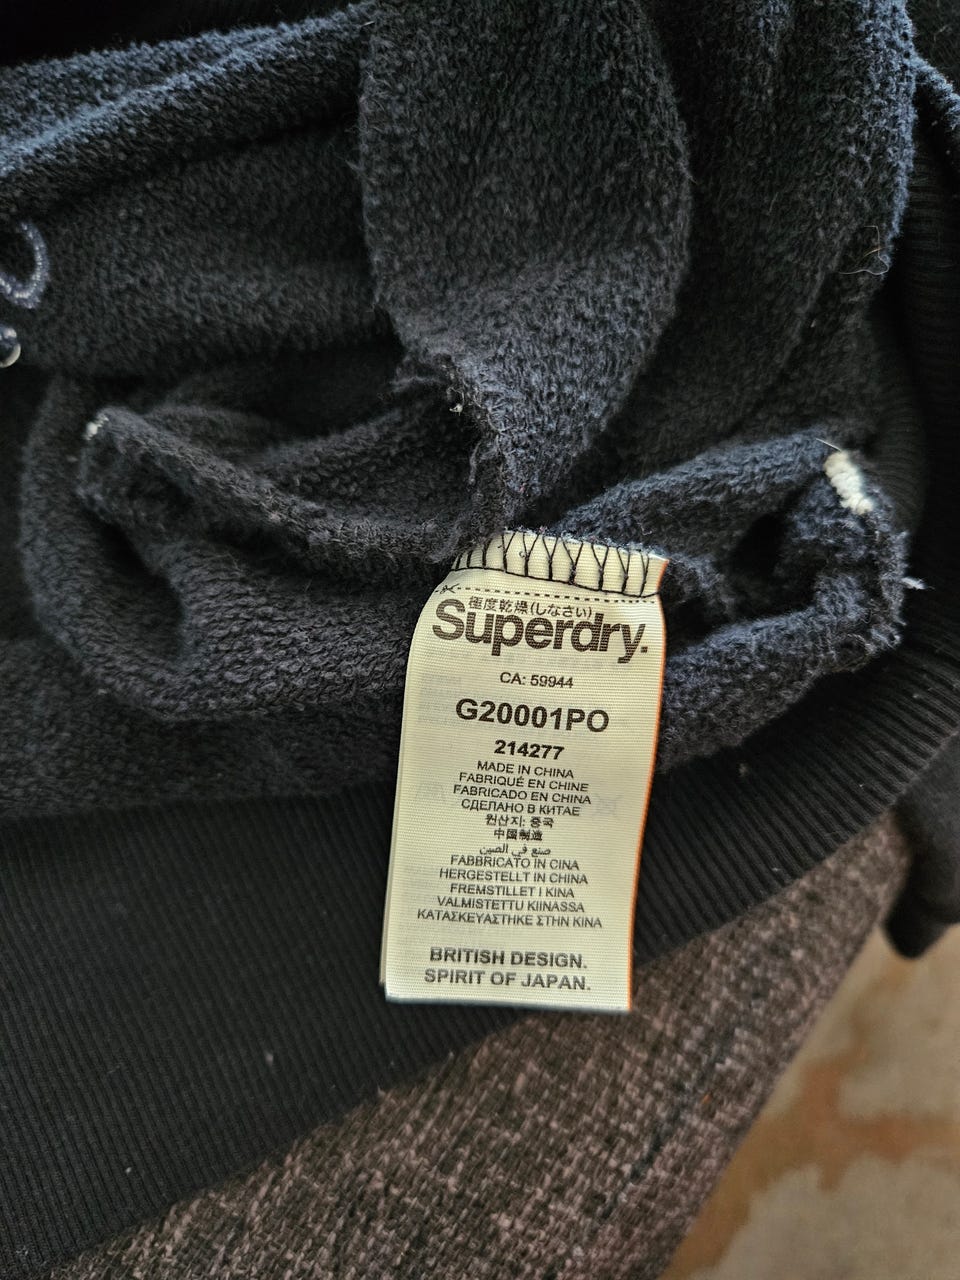 極度乾燥(しなさい)
Superdry.
CA: 59944
G20001PO
214277
MADE IN CHINA
FABRIQUÉ EN CHINE
FABRICADO EN CHINA
СДЕЛАНО В КИТАЕ
원산지: 중국
中國制造
صنع في الصين
FABBRICATO IN CINA
HERGESTELLT IN CHINA
FREMSTILLET I KINA
VALMISTETTU KIINASSA
ΚΑΤΑΣΚΕΥΑΣΤΗΚΕ ΣΤΗΝ ΚΙΝΑ
BRITISH DESIGN.
SPIRIT OF JAPAN.